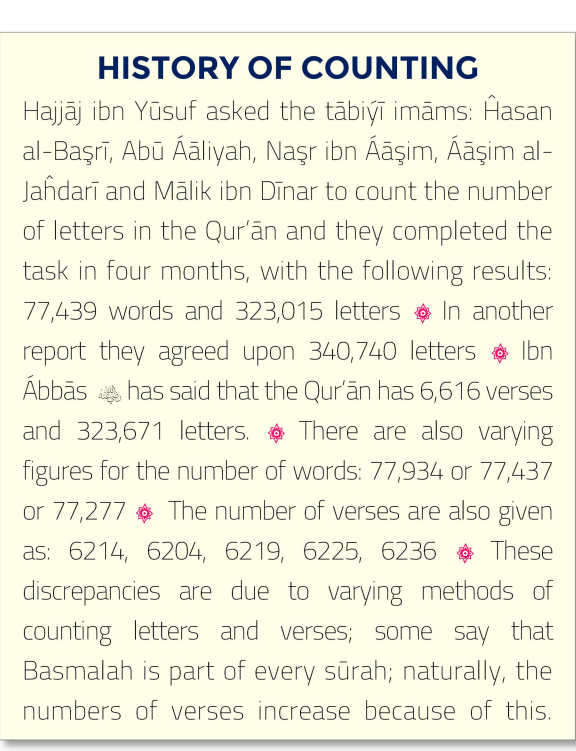 HISTORY OF COUNTING
Hajjāj ibn Yūsuf asked the tābiýī imāms: Ĥasan
al-Başrī, Abū Áāliyah, Naşr ibn Áāşim, Áāşim al-
Jaĥdarī and Mālik ibn Dīnar to count the number
of letters in the Qur’ān and they completed the
task in four months, with the following results:
77,439 words and 323,015 letters In another
report they agreed upon 340,740 letters Ibn
Ábbās has said that the Qur’ān has 6,616 verses
and 323,671 letters. There are also varying
figures for the number of words: 77,934 or 77,437
or 77,277 The number of verses are also given
as: 6214, 6204, 6219, 6225, 6236 These
discrepancies are due to varying methods of
counting letters and verses; some say that
Basmalah is part of every sūrah; naturally, the
numbers of verses increase because of this.